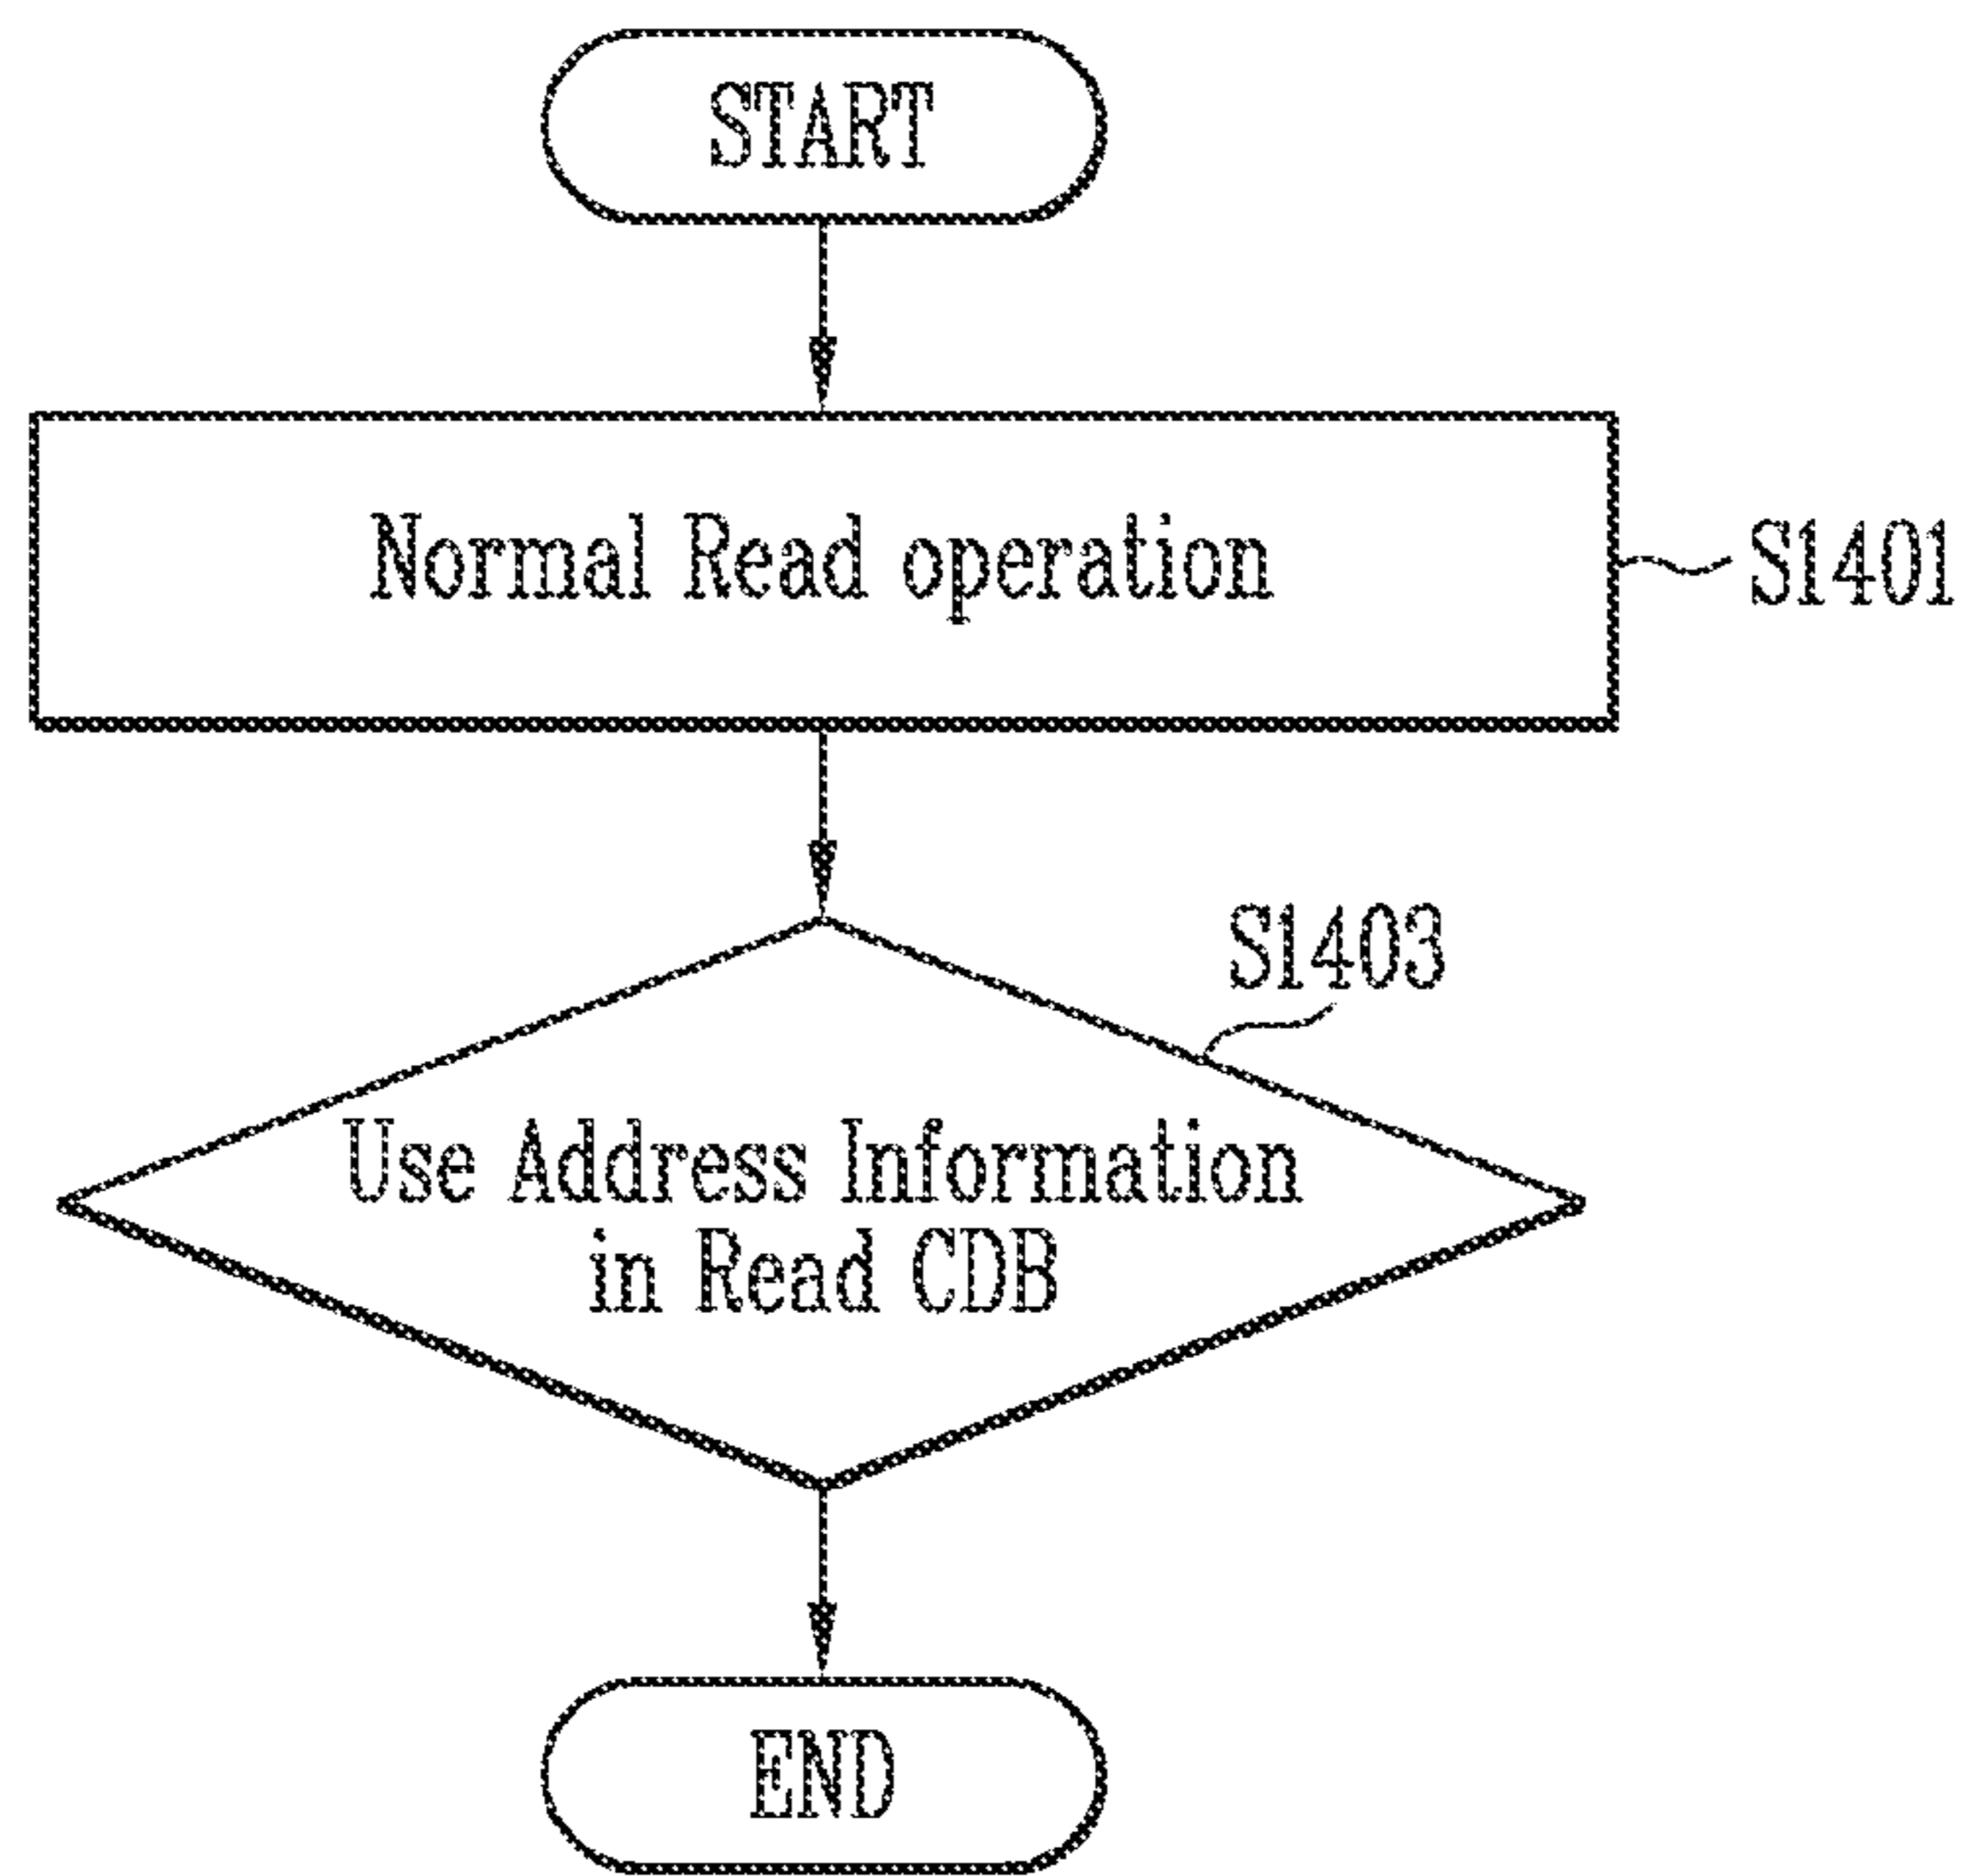 START
Normal Read operation
S1401
S1403
Use Address Information
in Read CDB
END